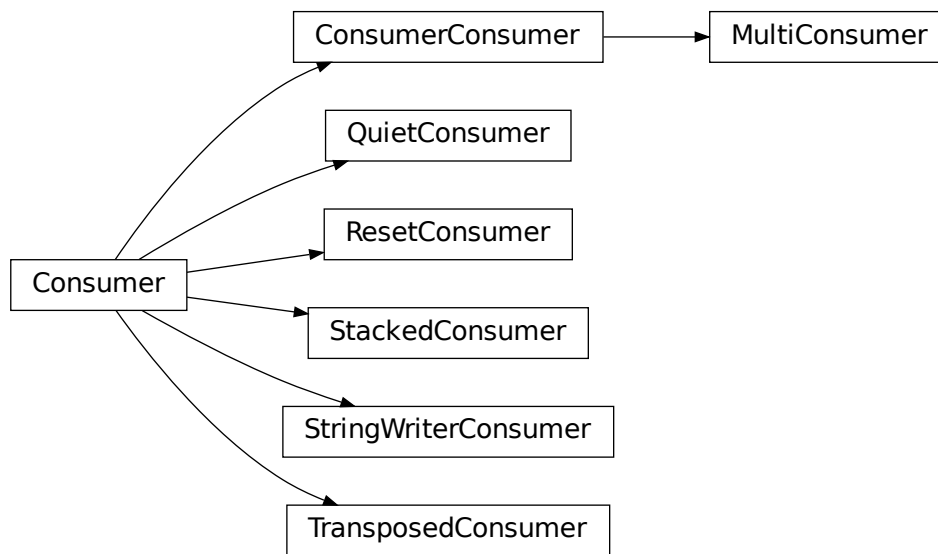 ConsumerConsumer
MultiConsumer
QuietConsumer
ResetConsumer
Consumer
StackedConsumer
StringWriterConsumer
TransposedConsumer